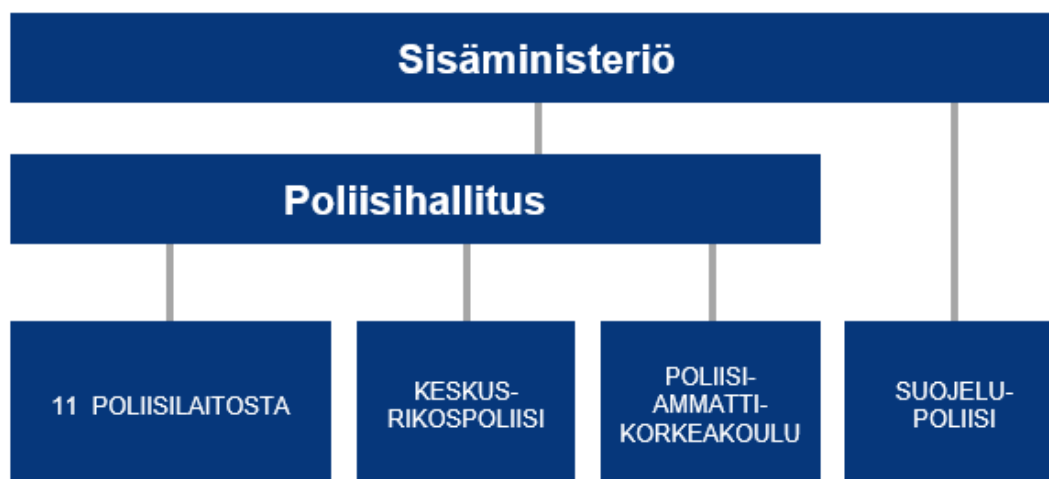 Sisäministeriö
Poliisihallitus
11 POLIISILAITOSTA
KESKUS-
RIKOSPOLIISI
POLIISI-
AMMATTI-
KORKEAKOULU
SUOJELU-
POLIISI